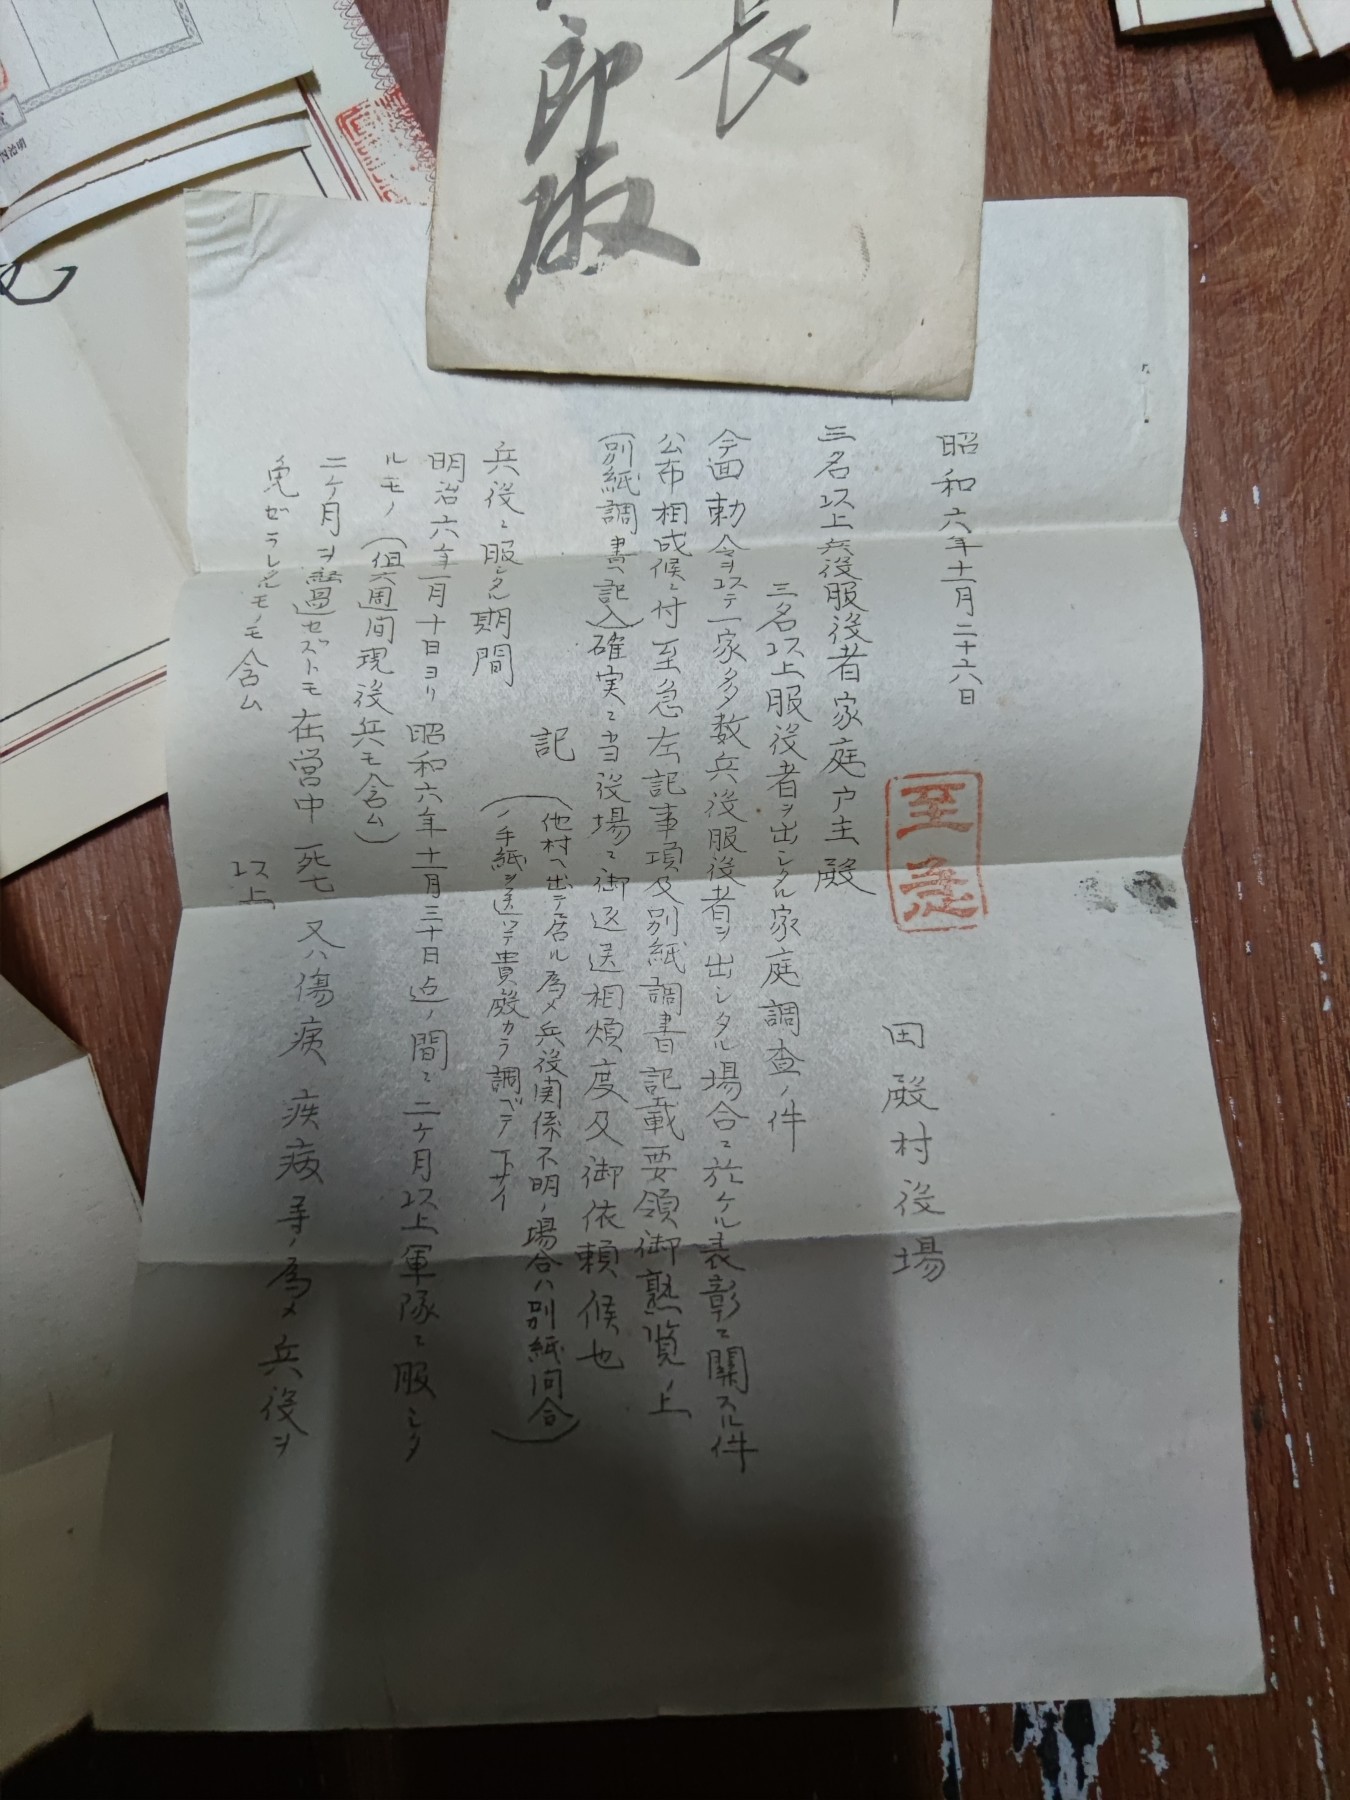 長
郎殿
昭和六年十一月二十六日
至急
田殿村役場
三名以上兵役服役者家庭戸主殿
三名以上服役者ヲ出シタル家庭調査ノ件
今回勅令ヲ以テ一家多数兵役服役者ヲ出シタル場合ニ於ケル表彰ニ関スル件
公布相成候ニ付至急左記事項及別紙調書記載要領御熟覧ノ上
(別紙調書ヘ記入)確実ニ当役場ニ御返送相煩度及御依頼候也
記
(他村ヘ出テ居ル為メ兵役関係不明ノ場合ハ別紙問合
ノ手紙ヲ送ツテ貴殿カラ調ベテ下サイ)
兵役ニ服シタル期間
明治六年一月十日ヨリ昭和六年十一月三十日迄ノ間ニ二ケ月以上軍隊ニ服シタ
ルモノ(但六週間現役兵モ含ム)
二ケ月ヲ経過セズトモ在営中死亡又ハ傷痍疾病等ノ為メ兵役ヲ
免ゼラレタルモノモ含ム
以上